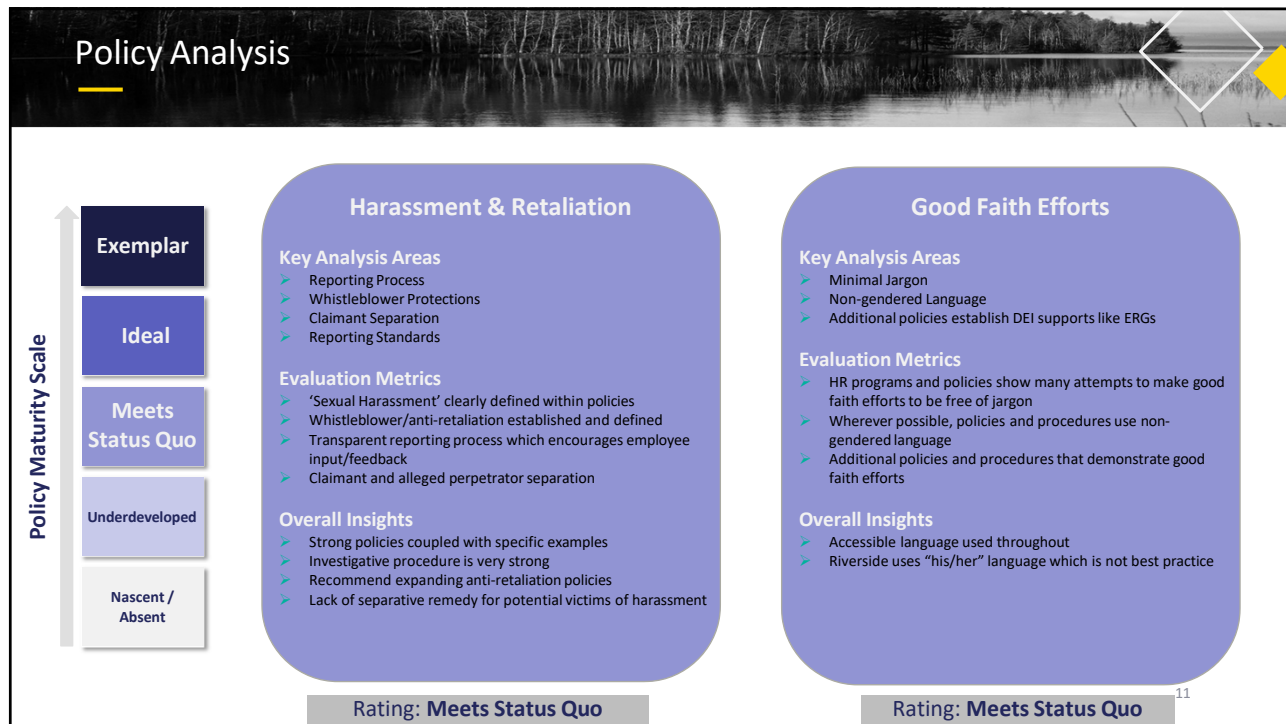 Policy Analysis
Policy Maturity Scale
Exemplar
Ideal
Meets
Status Quo
Underdeveloped
Nascent /
Absent
Harassment & Retaliation
Key Analysis Areas
➢ Reporting Process
➢ Whistleblower Protections
➢ Claimant Separation
➢ Reporting Standards
Evaluation Metrics
➢ ‘Sexual Harassment’ clearly defined within policies
➢ Whistleblower/anti-retaliation established and defined
➢ Transparent reporting process which encourages employee
input/feedback
➢ Claimant and alleged perpetrator separation
Overall Insights
➢ Strong policies coupled with specific examples
➢ Investigative procedure is very strong
➢ Recommend expanding anti-retaliation policies
➢ Lack of separative remedy for potential victims of harassment
Rating: Meets Status Quo
Good Faith Efforts
Key Analysis Areas
➢ Minimal Jargon
➢ Non-gendered Language
➢ Additional policies establish DEI supports like ERGs
Evaluation Metrics
➢ HR programs and policies show many attempts to make good
faith efforts to be free of jargon
➢ Wherever possible, policies and procedures use non-
gendered language
➢ Additional policies and procedures that demonstrate good
faith efforts
Overall Insights
➢ Accessible language used throughout
➢ Riverside uses “his/her” language which is not best practice
Rating: Meets Status Quo
11